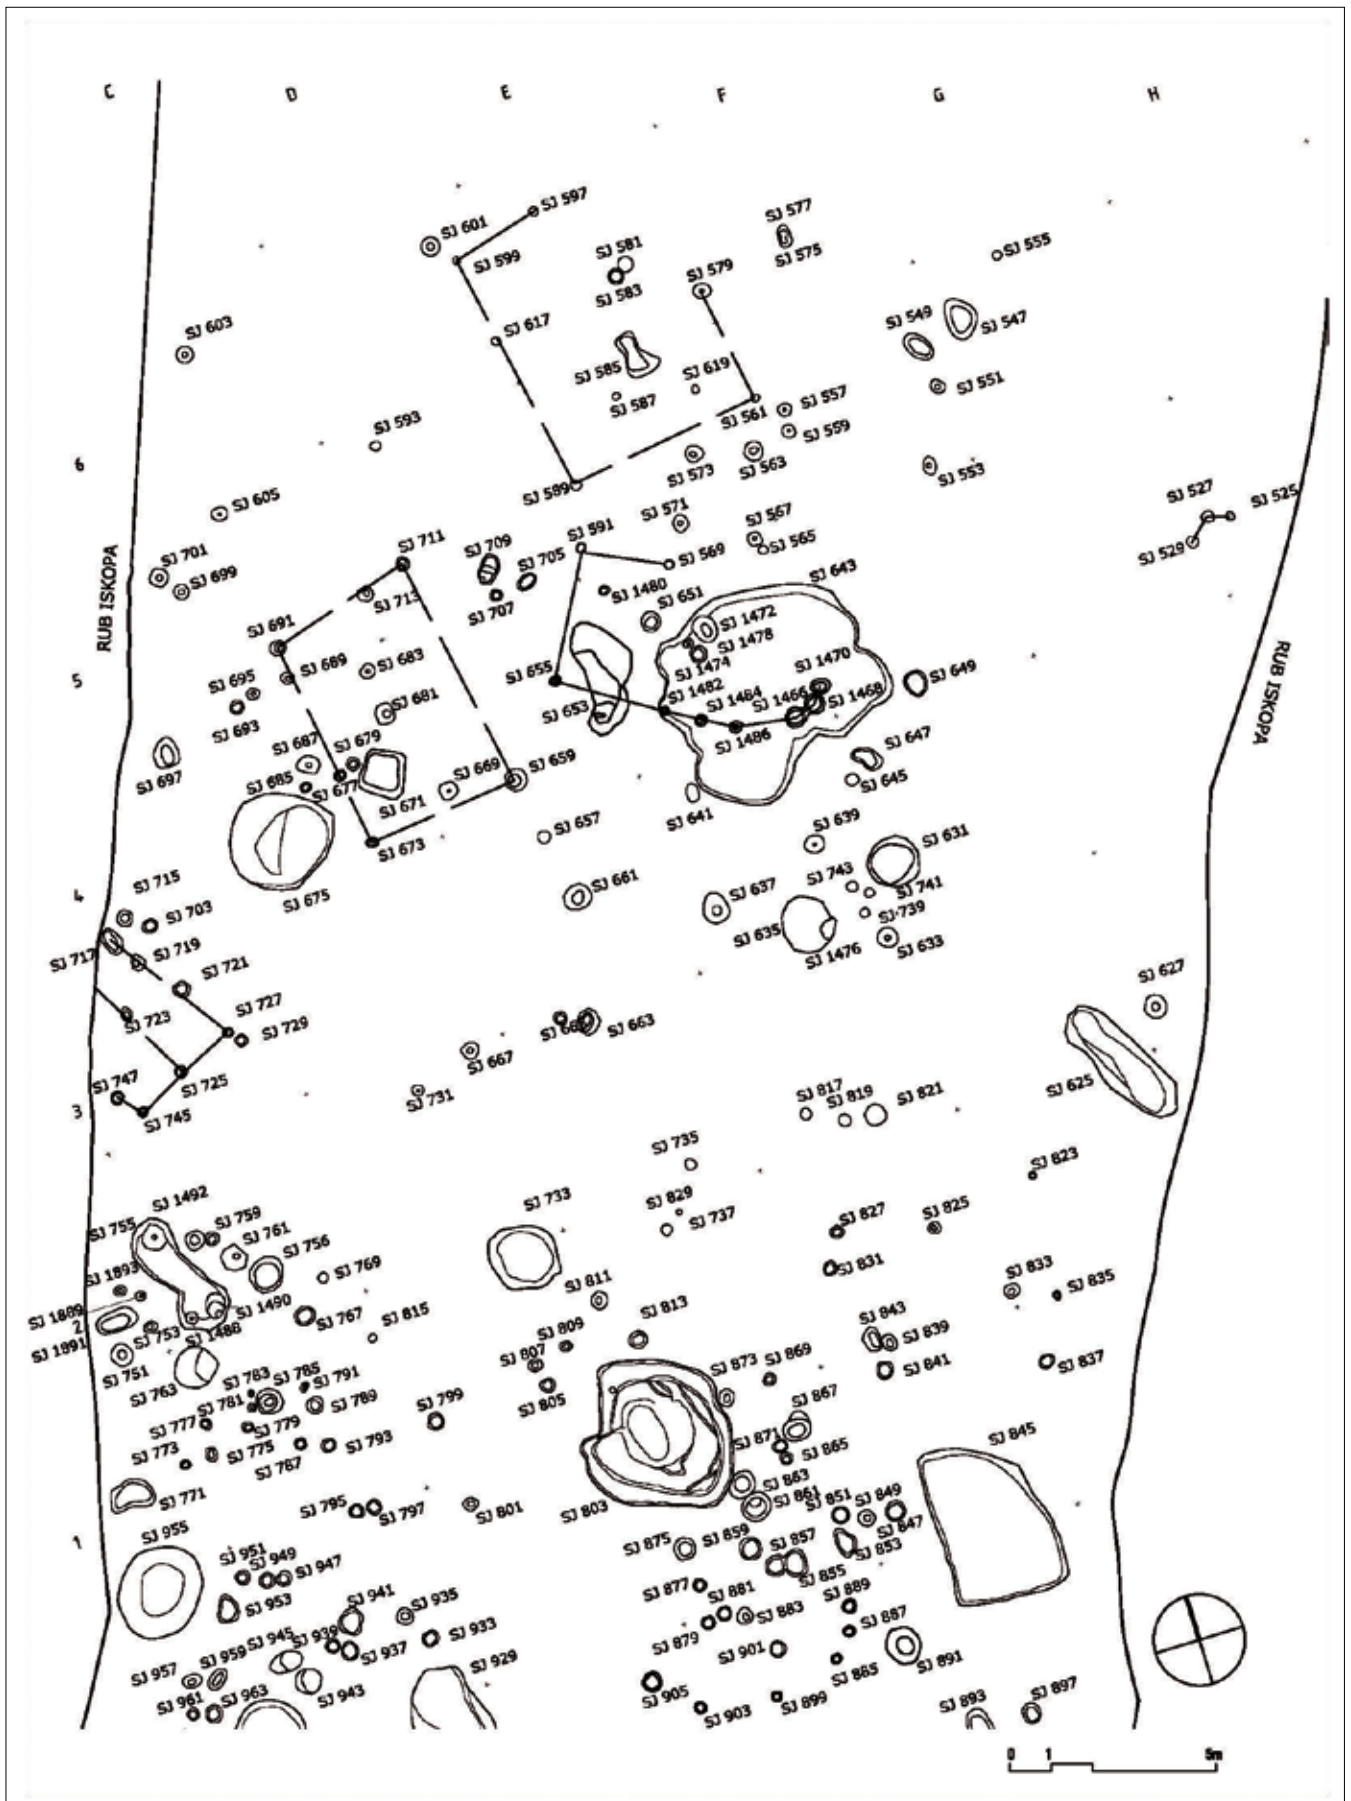 C
D
E
F
G
H
SJ 597
SJ 601
SJ 599
SJ 577
SJ 581
SJ 575
SJ 555
SJ 579
SJ 583
SJ 603
SJ 617
SJ 549
SJ 547
SJ 585
SJ 619
SJ 551
SJ 587
SJ 561
SJ 557
SJ 593
SJ 559
6
SJ 573
SJ 563
SJ 553
SJ 589
SJ 605
SJ 571
SJ 527
SJ 525
SJ 567
SJ 591
SJ 565
SJ 529
SJ 711
SJ 709
SJ 705
SJ 569
SJ 701
SJ 699
RUB ISKOPA
SJ 713
SJ 707
SJ 1480
SJ 643
SJ 651
SJ 691
SJ 1472
SJ 1478
SJ 689
SJ 683
SJ 1474
SJ 1470
5
SJ 695
SJ 655
SJ 649
RUB ISKOPA
SJ 693
SJ 681
SJ 653
SJ 1482
SJ 1484
SJ 1466
SJ 1468
SJ 1486
SJ 697
SJ 687
SJ 679
SJ 647
SJ 685
SJ 677
SJ 669
SJ 659
SJ 645
SJ 671
SJ 641
SJ 673
SJ 657
SJ 639
SJ 631
4
SJ 715
SJ 675
SJ 661
SJ 743
SJ 741
SJ 703
SJ 637
SJ 635
SJ 739
SJ 717
SJ 719
SJ 1476
SJ 633
SJ 721
SJ 627
SJ 723
SJ 727
SJ 729
SJ 663
SJ 667
SJ 747
SJ 725
SJ 625
3
SJ 745
SJ 731
SJ 817
SJ 819
SJ 821
SJ 735
SJ 823
SJ 1492
SJ 733
SJ 829
SJ 755
SJ 759
SJ 737
SJ 827
SJ 825
SJ 761
SJ 756
SJ 831
SJ 1893
SJ 769
SJ 811
SJ 833
SJ 835
SJ 1889
SJ 1490
2
SJ 767
SJ 815
SJ 813
SJ 843
SJ 1891
SJ 753
SJ 1488
SJ 809
SJ 839
SJ 751
SJ 807
SJ 837
SJ 763
SJ 783
SJ 785
SJ 791
SJ 805
SJ 873
SJ 869
SJ 841
SJ 781
SJ 789
SJ 799
SJ 867
SJ 777
SJ 779
SJ 773
SJ 775
SJ 793
SJ 871
SJ 865
SJ 845
SJ 787
SJ 863
SJ 771
SJ 795
SJ 797
SJ 801
SJ 803
SJ 861
SJ 851
SJ 849
SJ 847
1
SJ 955
SJ 875
SJ 859
SJ 857
SJ 853
SJ 951
SJ 949
SJ 947
SJ 855
SJ 877
SJ 889
SJ 953
SJ 941
SJ 935
SJ 881
SJ 883
SJ 887
SJ 945
SJ 939
SJ 933
SJ 879
SJ 901
SJ 957
SJ 959
SJ 937
SJ 929
SJ 885
SJ 891
SJ 943
SJ 905
SJ 961
SJ 963
SJ 903
SJ 899
SJ 893
SJ 897
0 1 5m